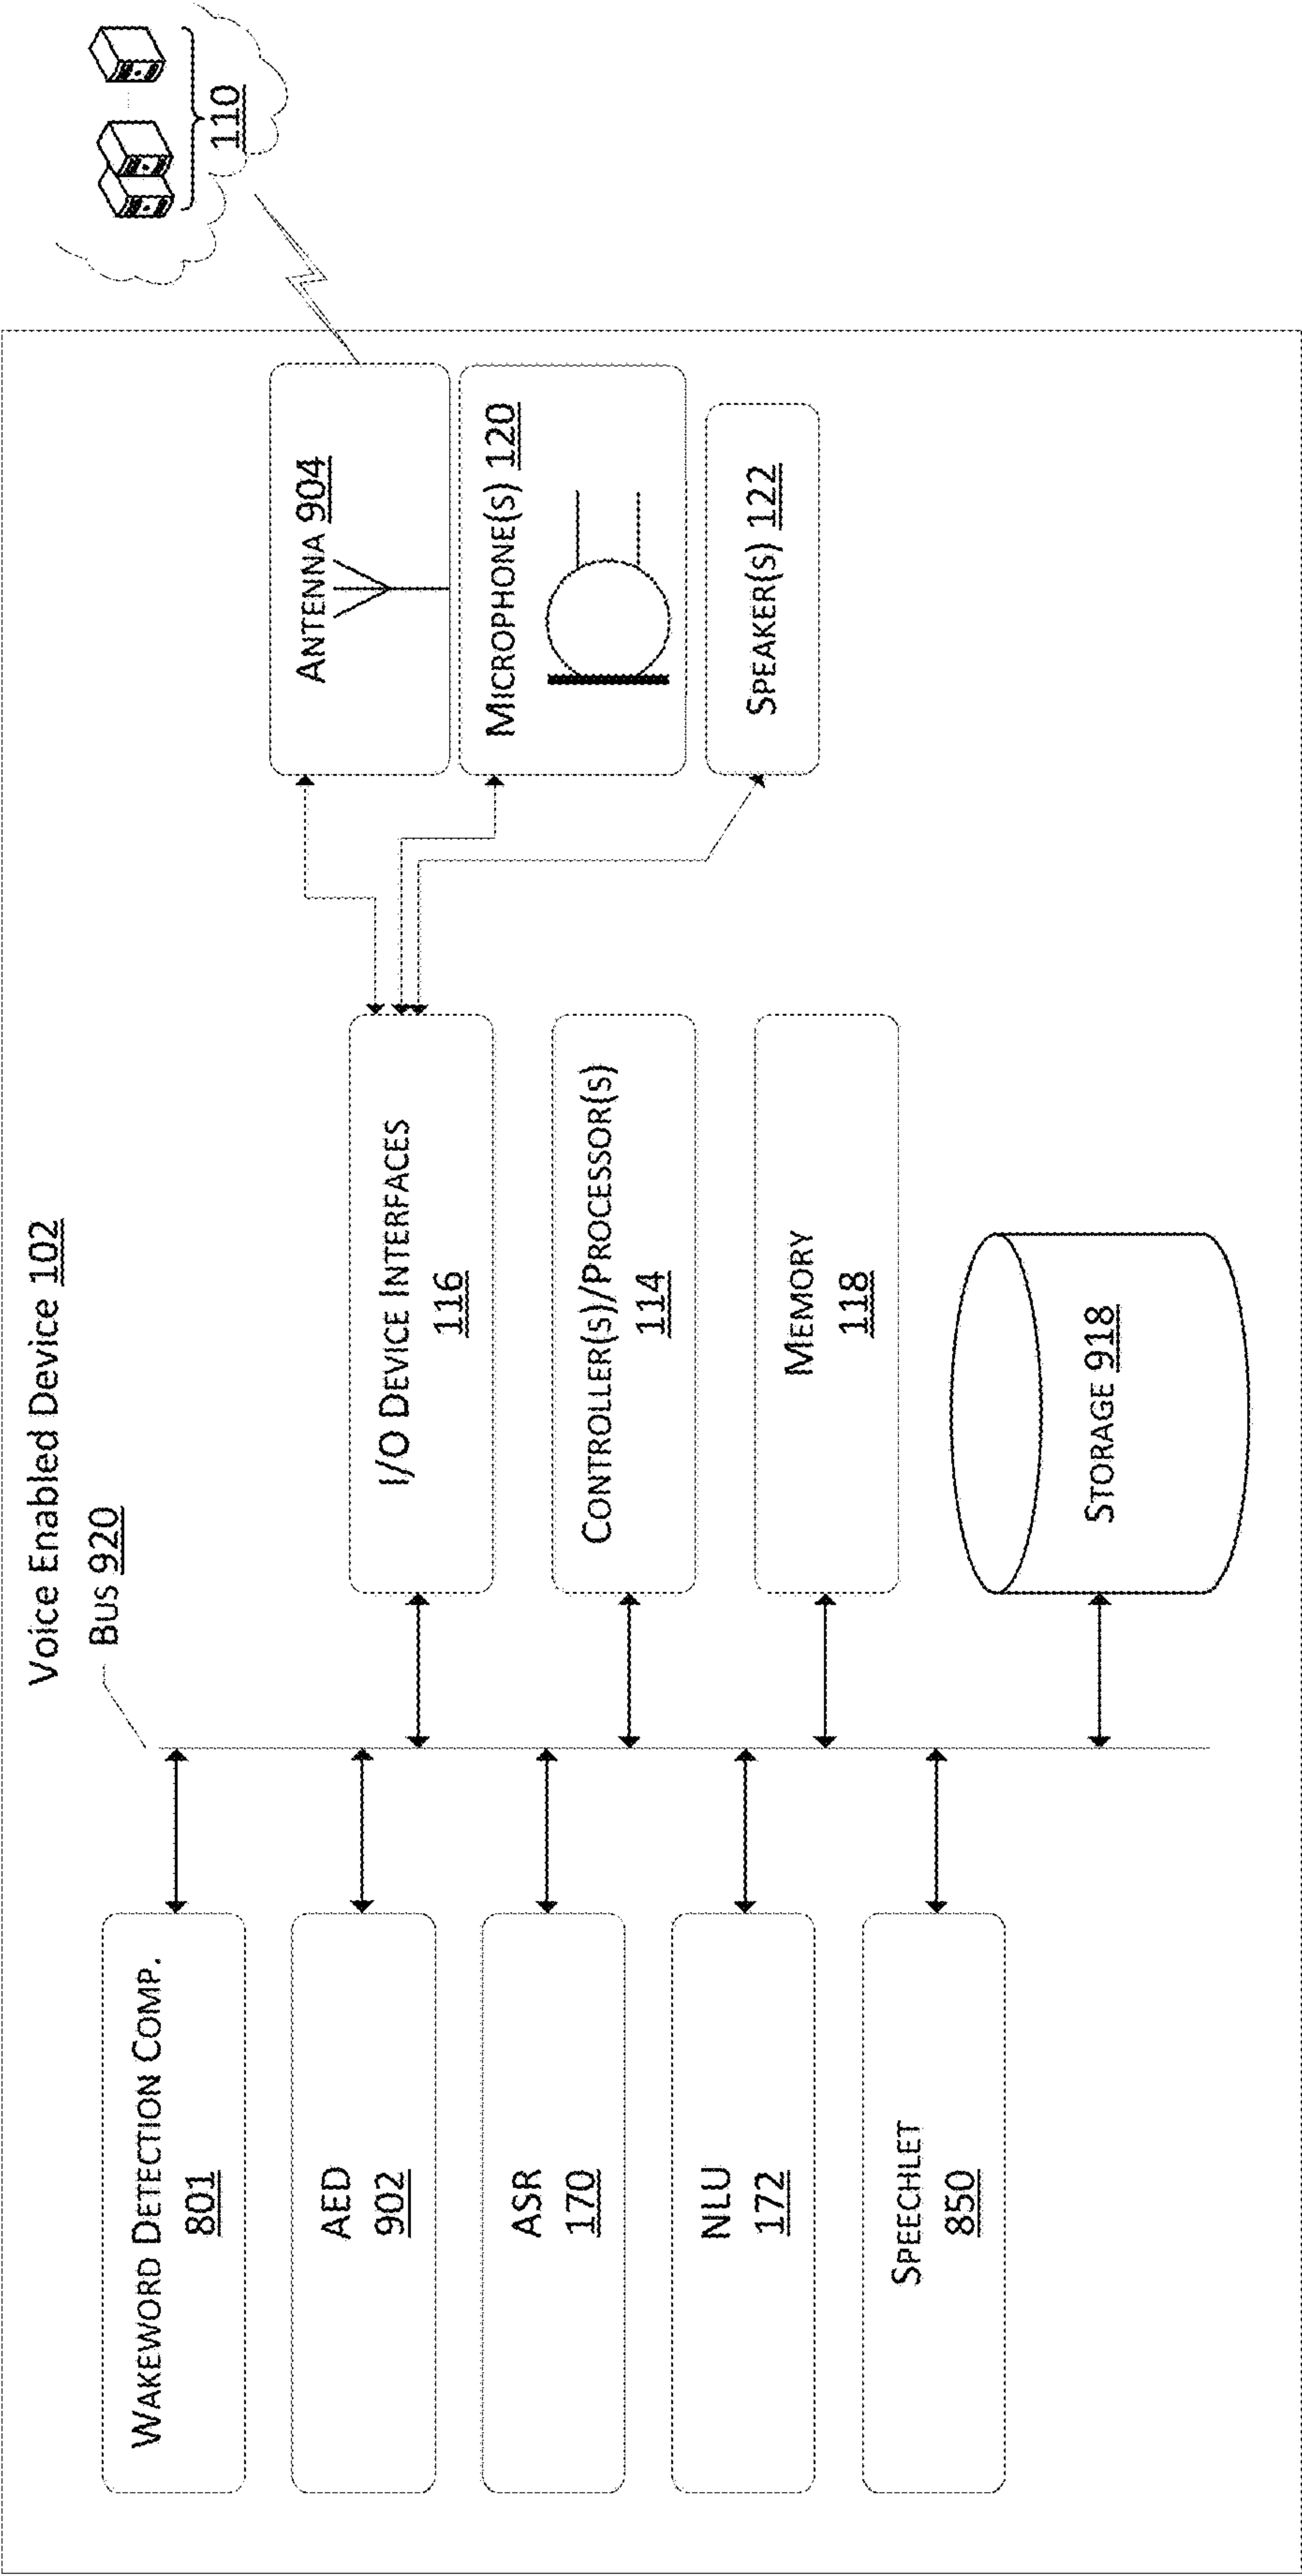 Voice Enabled Device 102
Bus 920
Wakeword Detection Comp.
801
AED
902
ASR
170
NLU
172
Speechlet
850
I/O Device Interfaces
116
Controller(s)/Processor(s)
114
Memory
118
Storage 918
Antenna 904
Microphone(s) 120
Speaker(s) 122
110